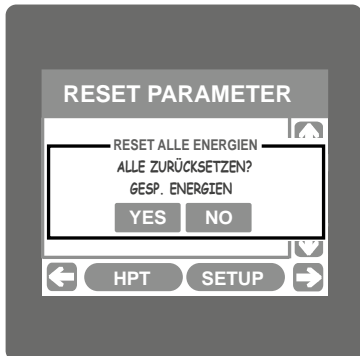 RESET PARAMETER
RESET ALLE ENERGIEN
ALLE ZURÜCKSETZEN?
GESP. ENERGIEN
YES NO
HPT SETUP